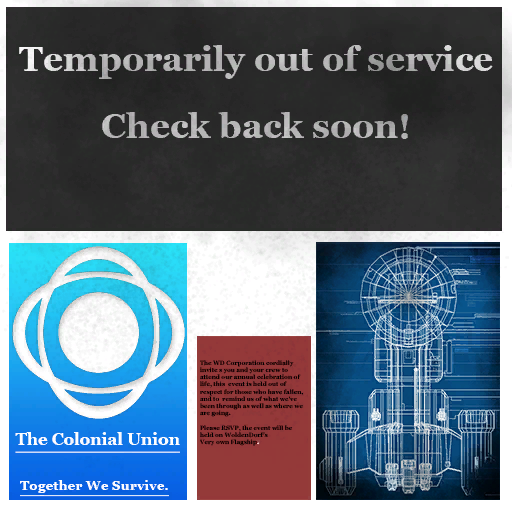 Temporarily out of service
Check back soon!
The Colonial Union
Together We Survive.
The WD Corporation cordially
invite s you and your crew to
attend our annual celebration of
life, this event is held out of
respect for those who have fallen,
and to remind us of what we've
been through as well as where we
are going.
Please RSVP, the event will be
held on WoldenDorf's
Very own Flagship.